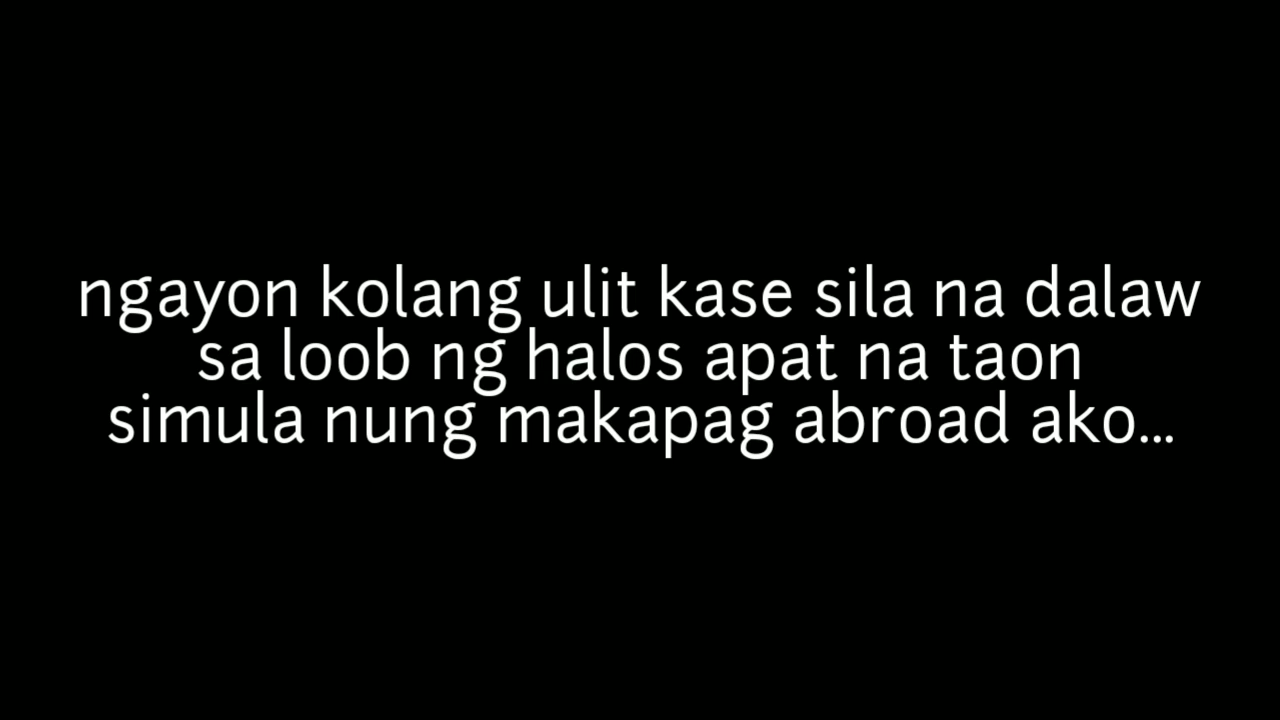 ngayon kolang ulit kase sila na dalaw
sa loob ng halos apat na taon
simula nung makapag abroad ako...